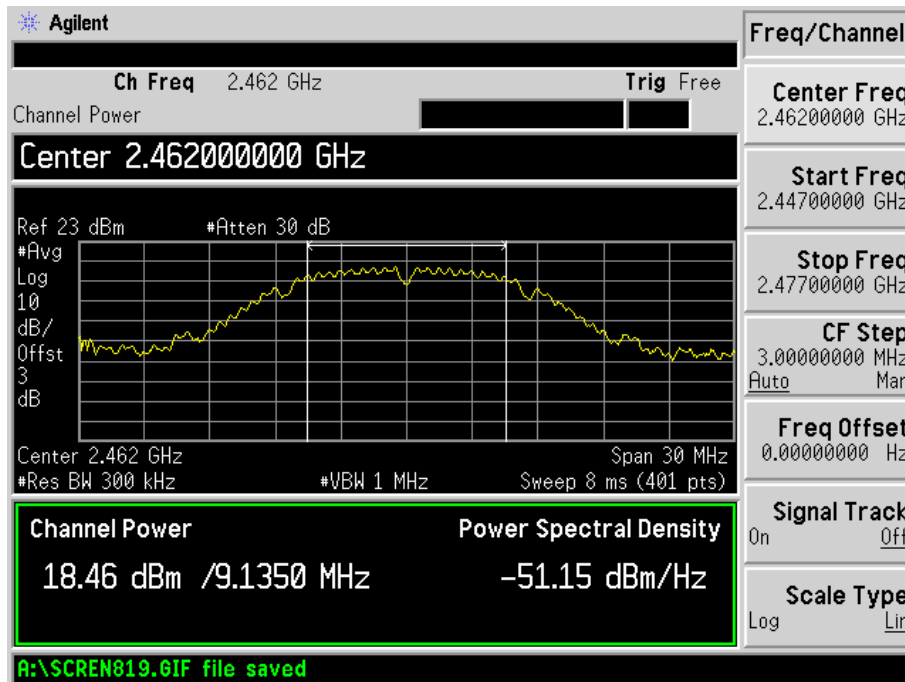 Agilent
Freq/Channel
Ch Freq 2.462 GHz Trig Free
Channel Power
Center 2.462000000 GHz
Ref 23 dBm #Atten 30 dB
#Avg
Log
10
dB/
Offst
3
dB
Center 2.462 GHz Span 30 MHz
#Res BW 300 kHz #VBW 1 MHz Sweep 8 ms (401 pts)
Channel Power Power Spectral Density
18.46 dBm /9.1350 MHz -51.15 dBm/Hz
A:\SCREN819.GIF file saved
Center Freq
2.46200000 GHz
Start Freq
2.44700000 GHz
Stop Freq
2.47700000 GHz
CF Step
3.00000000 MHz
Auto Man
Freq Offset
0.00000000 Hz
Signal Track
On Off
Scale Type
Log Lin